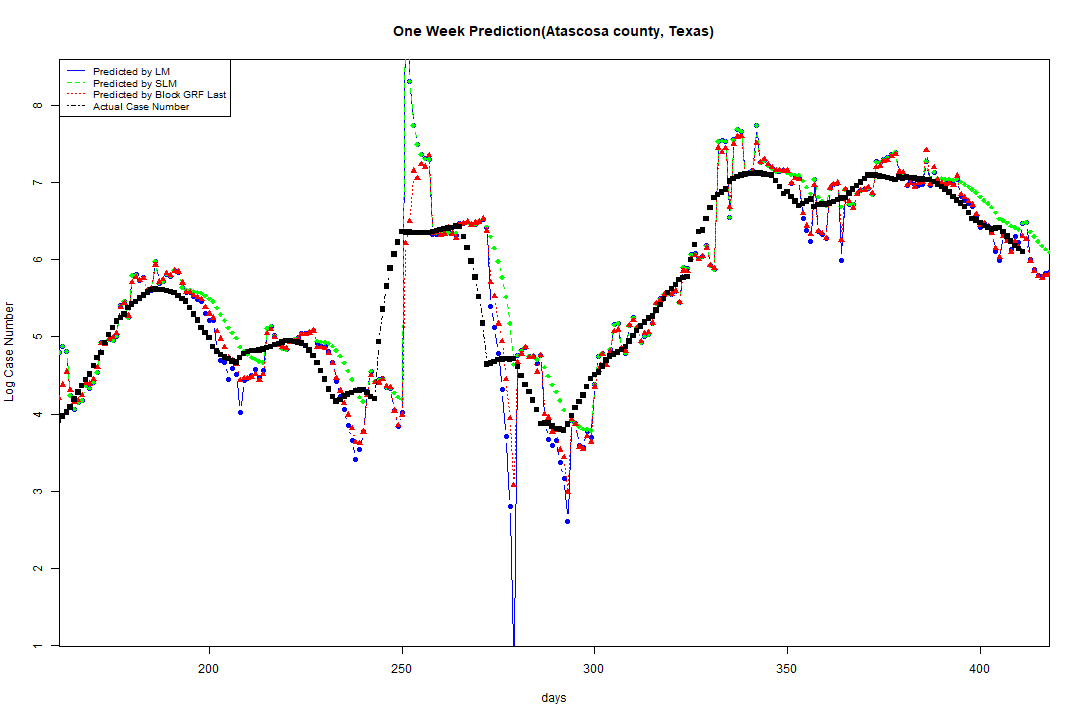 One Week Prediction(Atascosa county, Texas)
Predicted by LM
Predicted by SLM
Predicted by Block GRF Last
Actual Case Number
8
7
6
5
4
3
2
1
Log Case Number
200 250 300 350 400
days